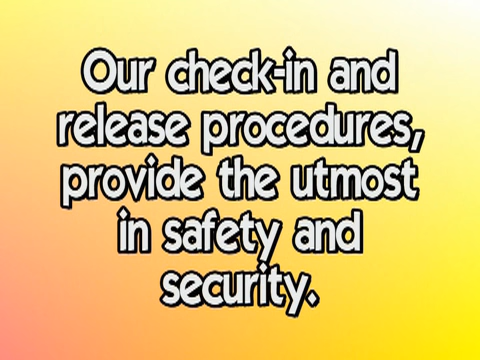 Our check-in and
release procedures,
provide the utmost
in safety and
security.